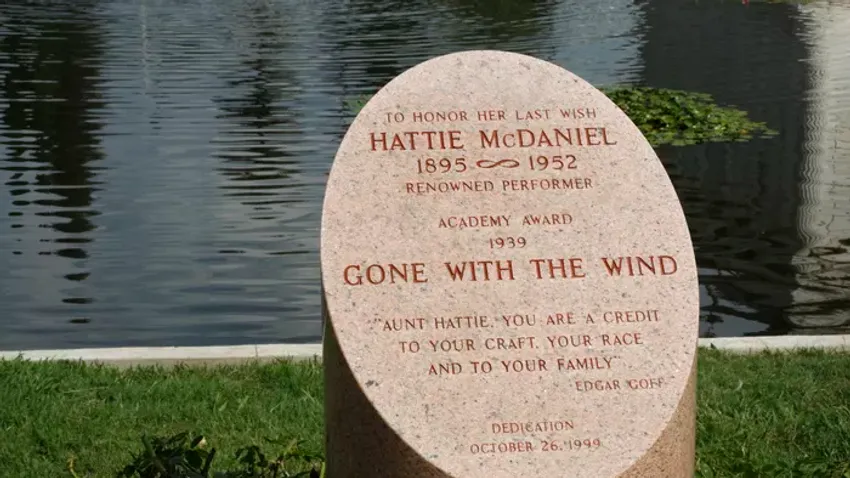 TO HONOR HER LAST WISH
HATTIE McDANIEL
1895 ~ 1952
RENOWNED PERFORMER
ACADEMY AWARD
1939
GONE WITH THE WIND
"AUNT HATTIE, YOU ARE A CREDIT
TO YOUR CRAFT, YOUR RACE
AND TO YOUR FAMILY"
EDGAR GOFF
DEDICATION
OCTOBER 26, 1999